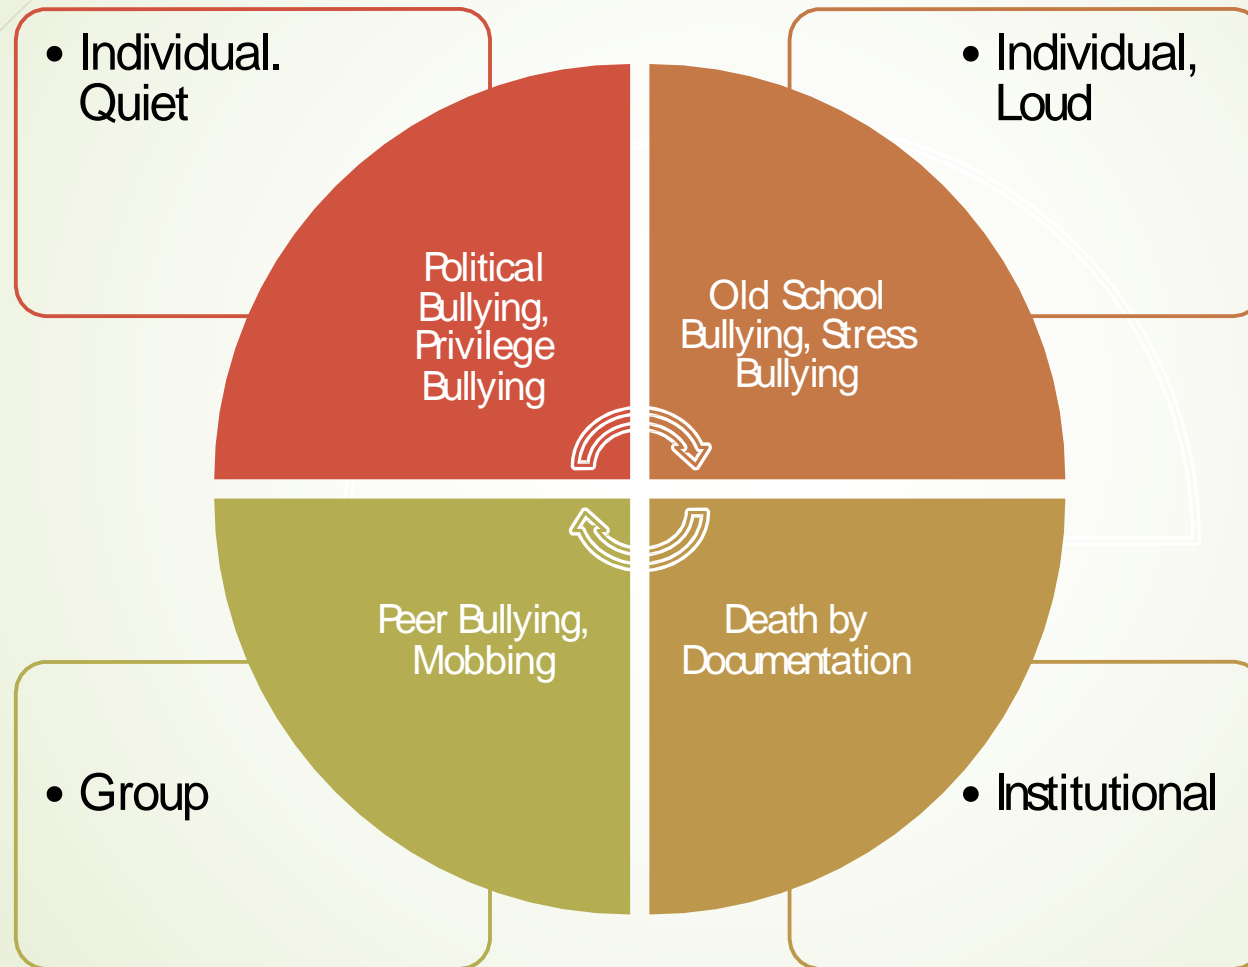 • Individual.
Quiet
• Individual,
Loud
Political
Bullying,
Privilege
Bullying
Old School
Bullying, Stress
Bullying
Peer Bullying,
Mobbing
Death by
Documentation
• Group
• Institutional